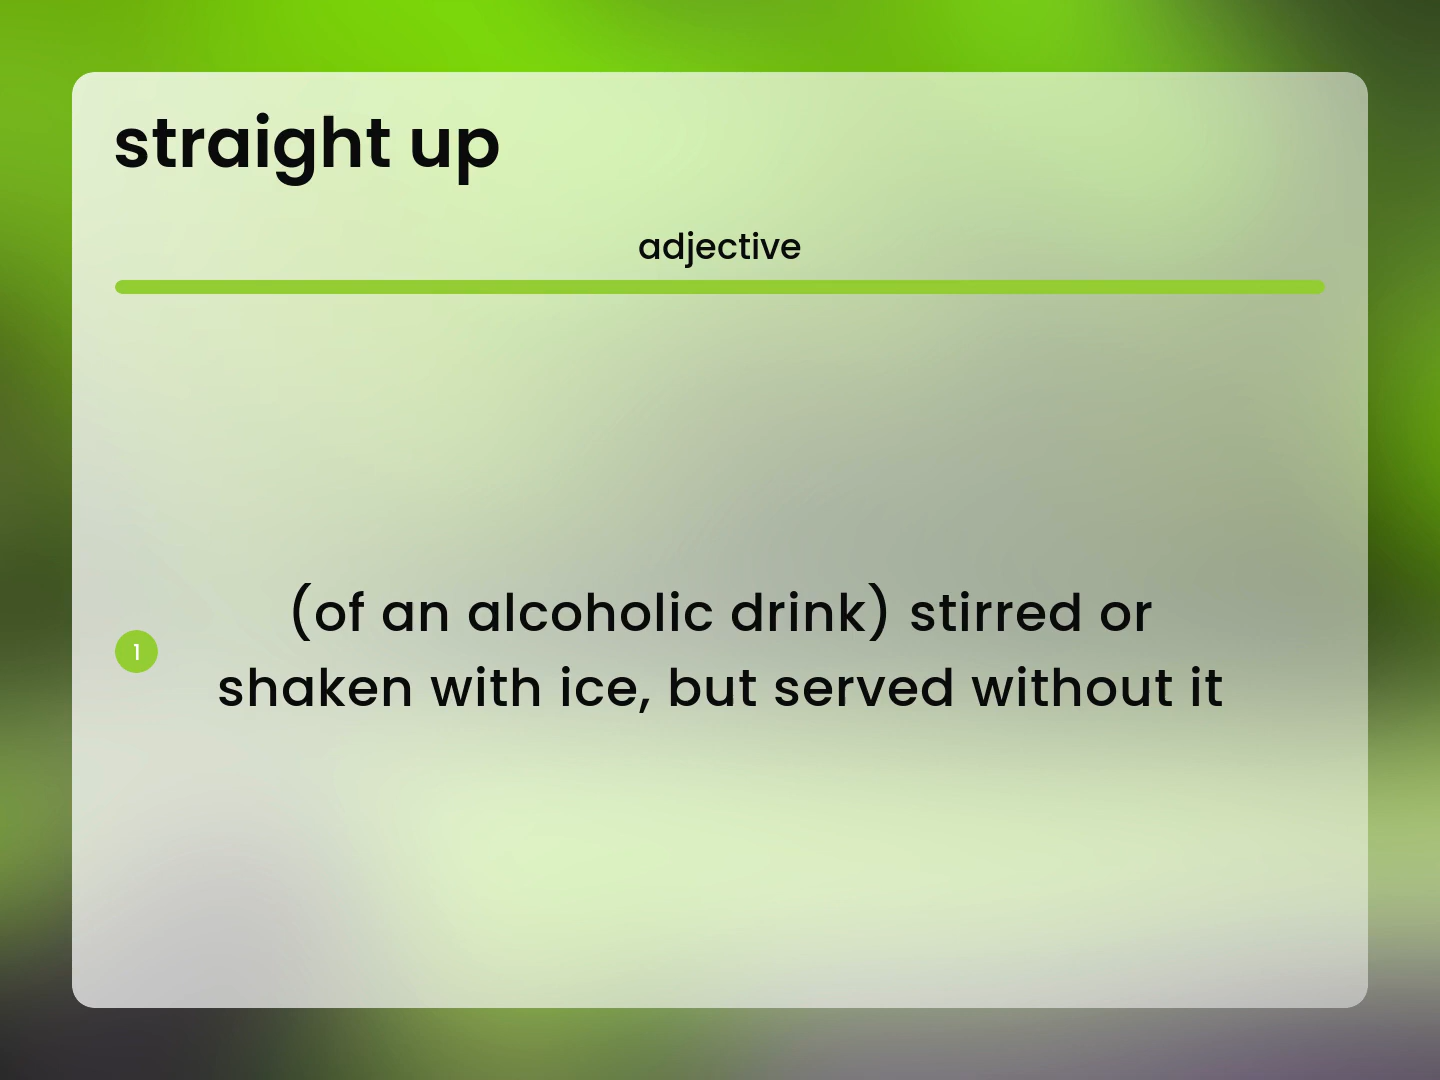 straight up
adjective
1
(of an alcoholic drink) stirred or
shaken with ice, but served without it